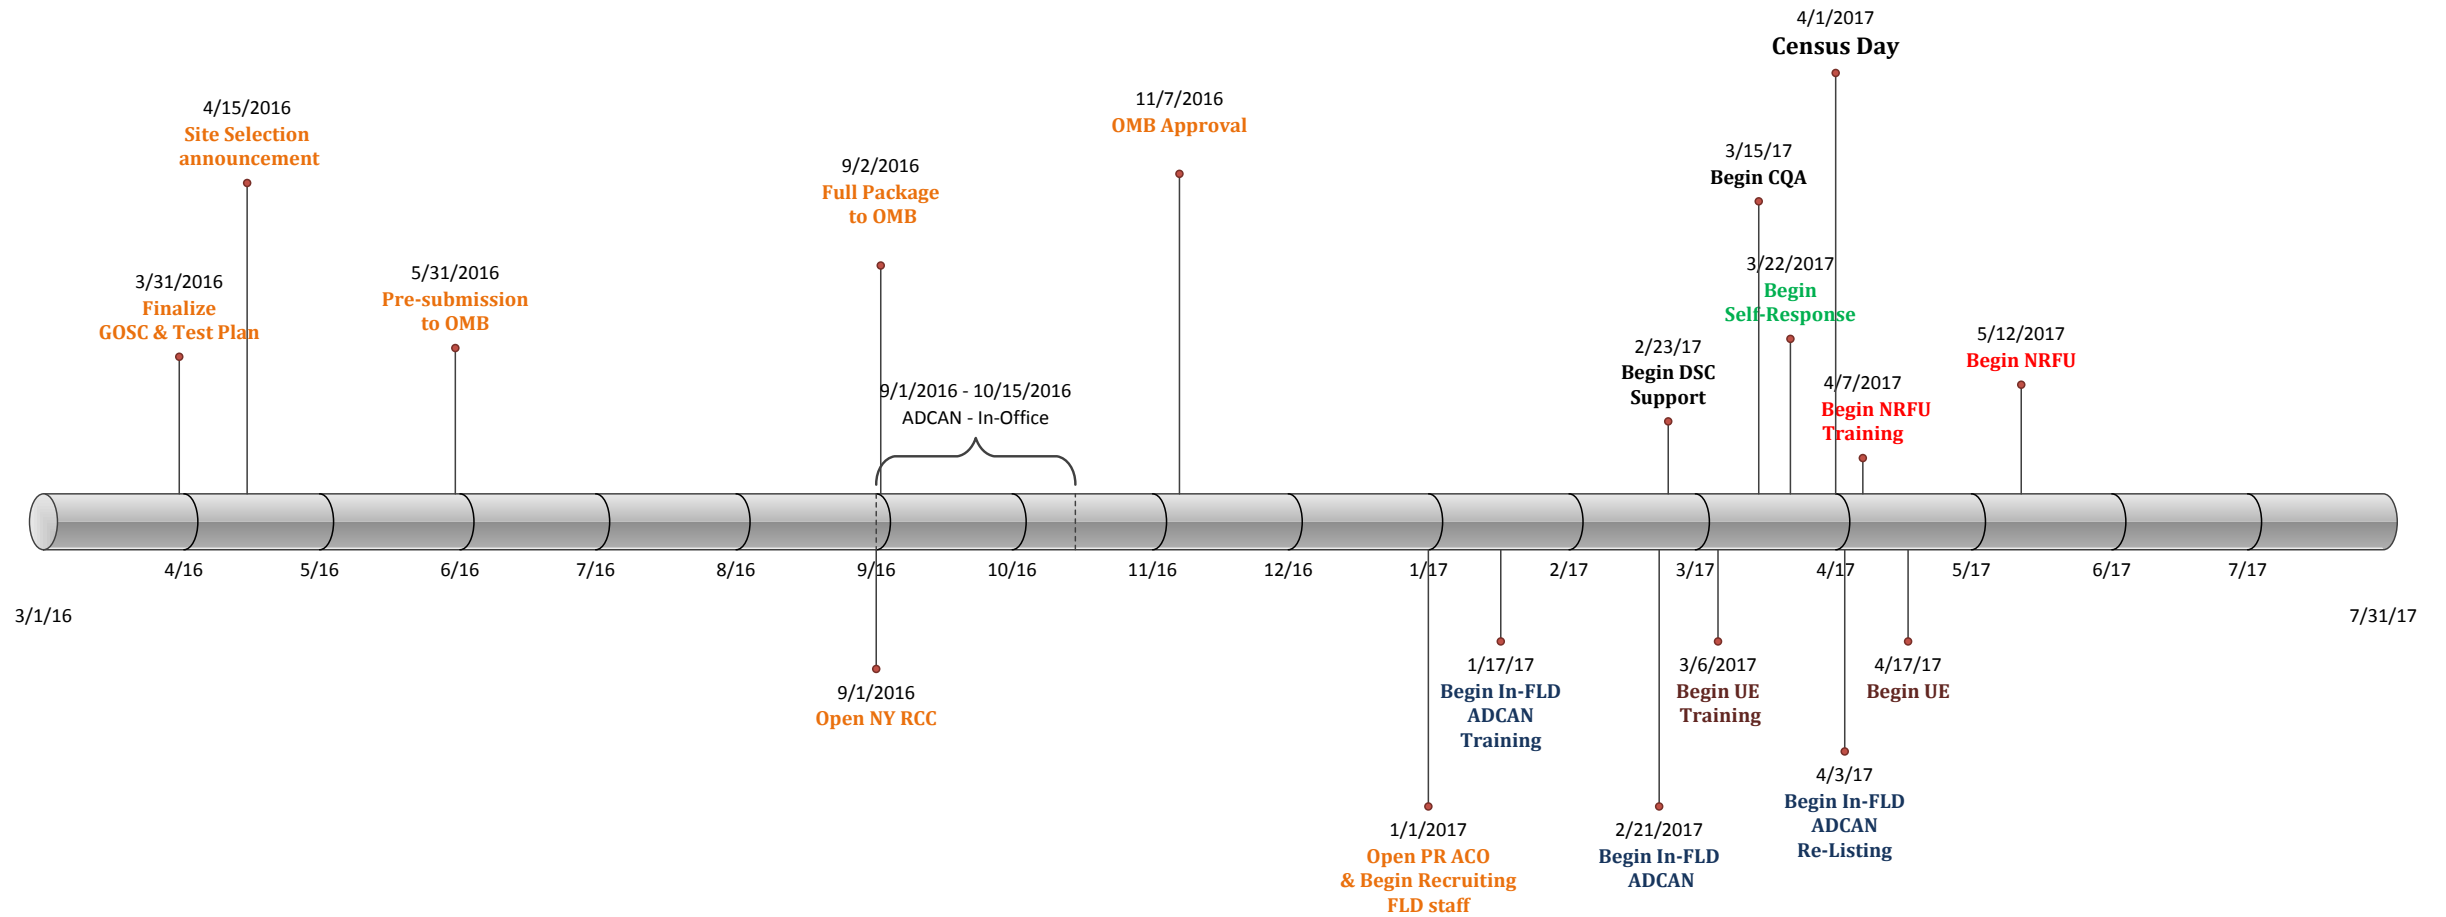 4/1/2017
Census Day
4/15/2016
Site Selection
announcement
11/7/2016
OMB Approval
3/15/17
Begin CQA
9/2/2016
Full Package
to OMB
3/31/2016
Finalize
GOSC & Test Plan
5/31/2016
Pre-submission
to OMB
3/22/2017
Begin
Self-Response
5/12/2017
Begin NRFU
2/23/17
Begin DSC
Support
9/1/2016 - 10/15/2016
ADCAN - In-Office
4/7/2017
Begin NRFU
Training
4/16
5/16
6/16
7/16
8/16
9/16
10/16
11/16
12/16
1/17
2/17
3/17
4/17
5/17
6/17
7/17
3/1/16
7/31/17
9/1/2016
Open NY RCC
1/17/17
Begin In-FLD
ADCAN
Training
3/6/2017
Begin UE
Training
4/17/17
Begin UE
1/1/2017
Open PR ACO
& Begin Recruiting
FLD staff
2/21/2017
Begin In-FLD
ADCAN
4/3/17
Begin In-FLD
ADCAN
Re-Listing